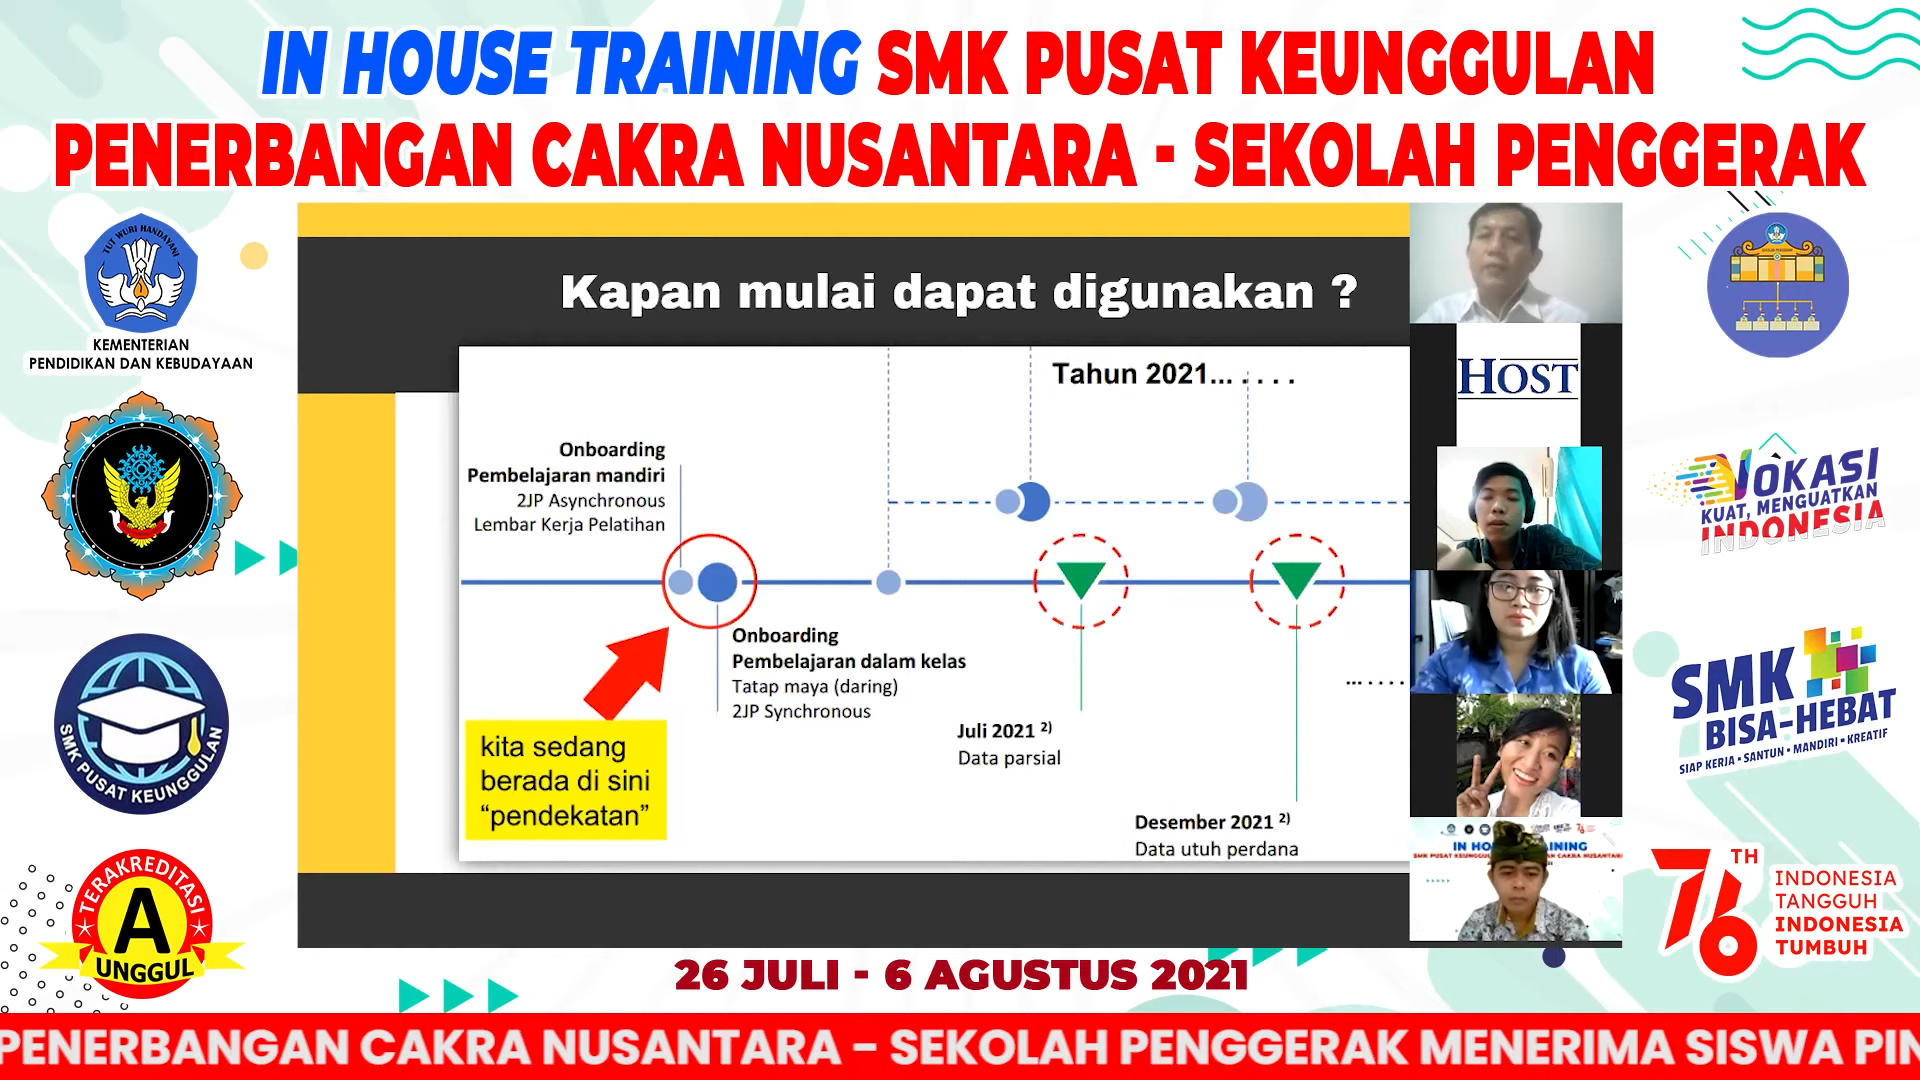 IN HOUSE TRAINING SMK PUSAT KEUNGGULAN
PENERBANGAN CAKRA NUSANTARA - SEKOLAH PENGGERAK
TUT WURI HANDAYANI
KEMENTERIAN
PENDIDIKAN DAN KEBUDAYAAN
SMK PUSAT KEUNGGULAN
TERAKREDITASI
A
UNGGUL
Kapan mulai dapat digunakan ?
Tahun 2021... . . . .
Onboarding
Pembelajaran mandiri
2JP Asynchronous
Lembar Kerja Pelatihan
Onboarding
Pembelajaran dalam kelas
Tatap maya (daring)
2JP Synchronous
kita sedang
berada di sini
“pendekatan”
Juli 2021 2)
Data parsial
Desember 2021 2)
Data utuh perdana
... . . . .
HOST
VOKASI
KUAT, MENGUATKAN
INDONESIA
SMK
BISA-HEBAT
SIAP KERJA • SANTUN • MANDIRI • KREATIF
76 TH
INDONESIA
TANGGUH
INDONESIA
TUMBUH
26 JULI - 6 AGUSTUS 2021
PENERBANGAN CAKRA NUSANTARA – SEKOLAH PENGGERAK MENERIMA SISWA